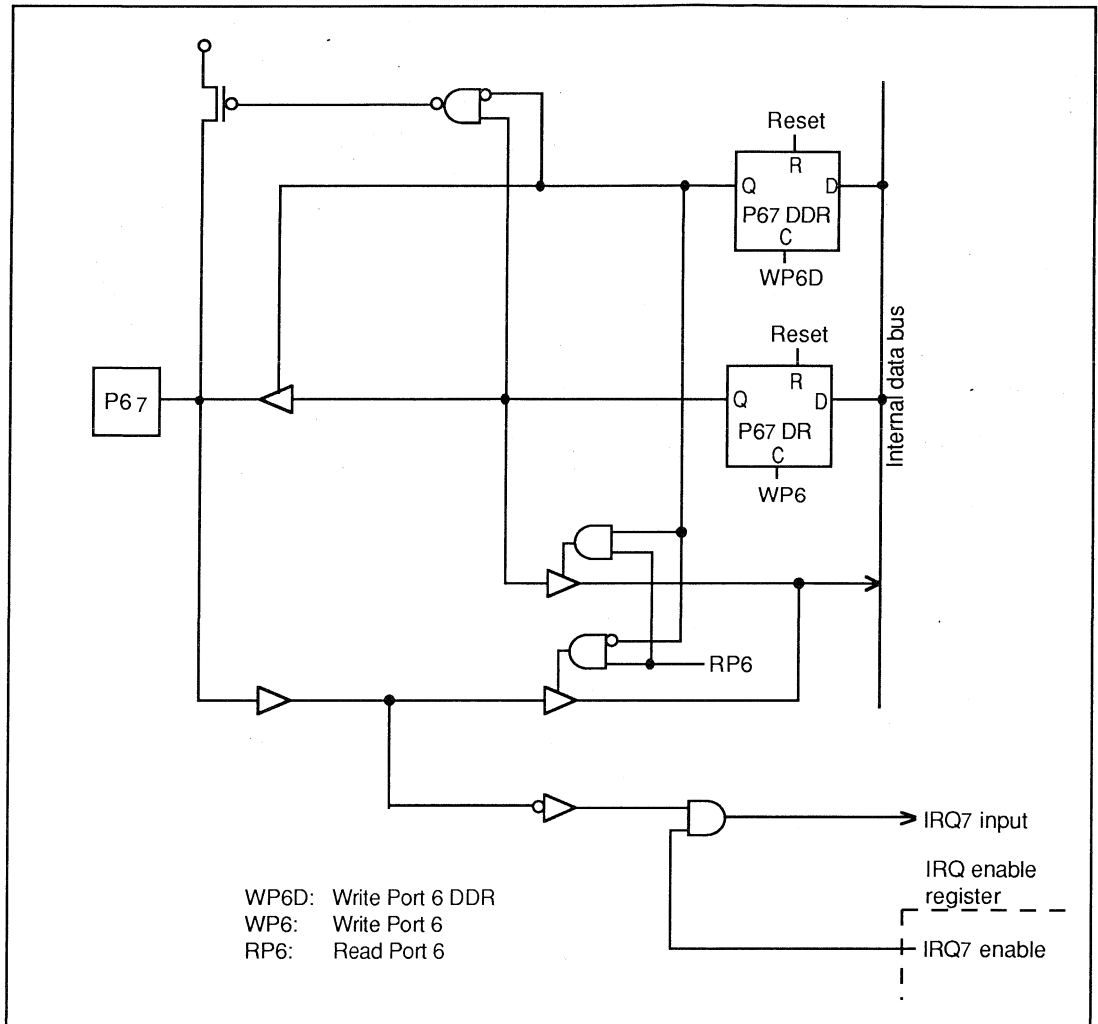 Reset
R
Q D
P67 DDR
C
WP6D
Reset
R
P6 7
Q D
P67 DR
C
WP6
Internal data bus
RP6
IRQ7 input
IRQ enable
register
WP6D: Write Port 6 DDR
WP6: Write Port 6
RP6: Read Port 6
IRQ7 enable